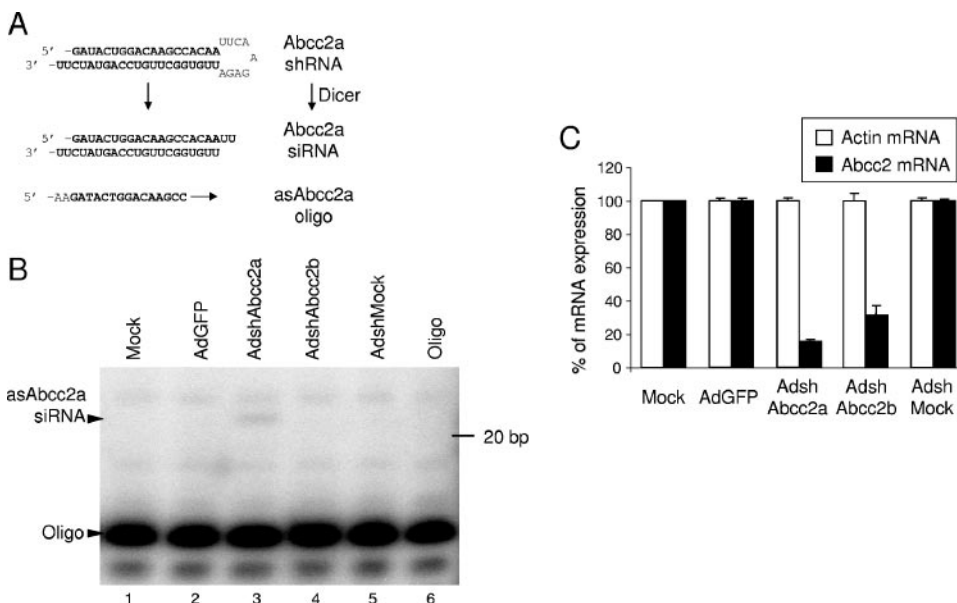 A
5' -GAUACUGGACAAGCCACAA UUCA
A
3' -UUCUAUGACCUGUUCGGUGUU AGAG
Abcc2a
shRNA
Dicer
5' -GAUACUGGACAAGCCACAAUU
3' -UUCUAUGACCUGUUCGGUGUU
Abcc2a
siRNA
5' -AAGATACTGGACAAGCC
asAbcc2a
oligo
B
Mock
AdGFP
AdshAbcc2a
AdshAbcc2b
AdshMock
Oligo
asAbcc2a
siRNA
20 bp
Oligo
1 2 3 4 5 6
C
Actin mRNA
Abcc2 mRNA
% of mRNA expression
120
100
80
60
40
20
0
Mock AdGFP Adsh Adsh Adsh
Abcc2a Abcc2b Mock